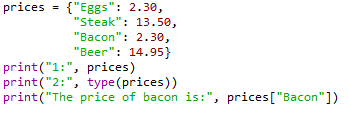 prices = {"Eggs": 2.30,
"Steak": 13.50,
"Bacon": 2.30,
"Beer": 14.95}
print("1:", prices)
print("2:", type(prices))
print("The price of bacon is:", prices["Bacon"])